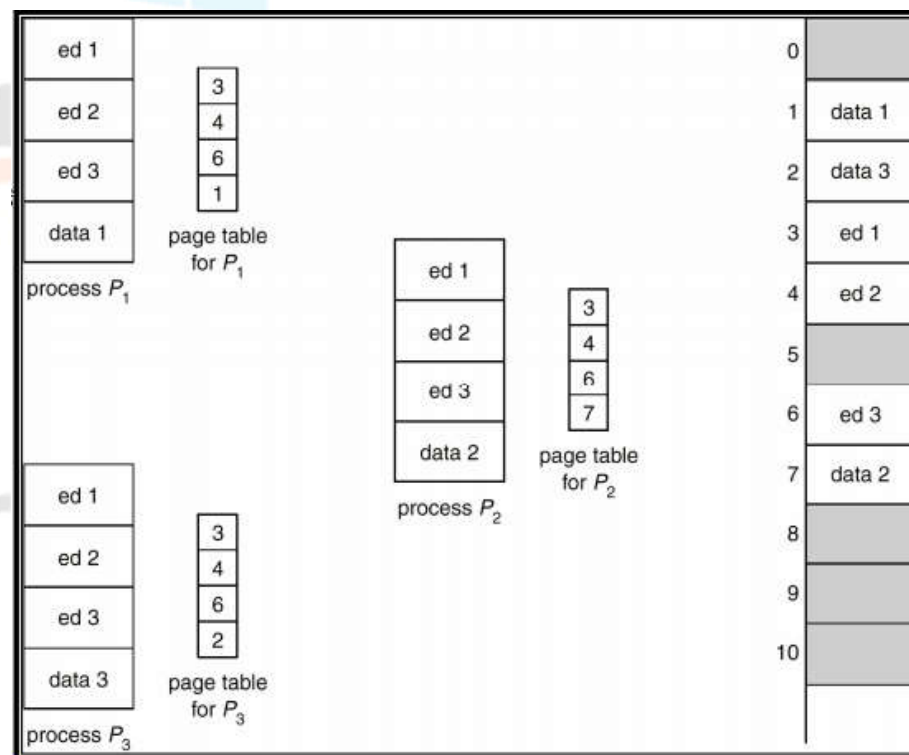 ed 1
ed 2
ed 3
data 1
process P1
3
4
6
1
page table
for P1
ed 1
ed 2
ed 3
data 2
process P2
3
4
6
7
page table
for P2
ed 1
ed 2
ed 3
data 3
process P3
3
4
6
2
page table
for P3
0
1 data 1
2 data 3
3 ed 1
4 ed 2
5
6 ed 3
7 data 2
8
9
10